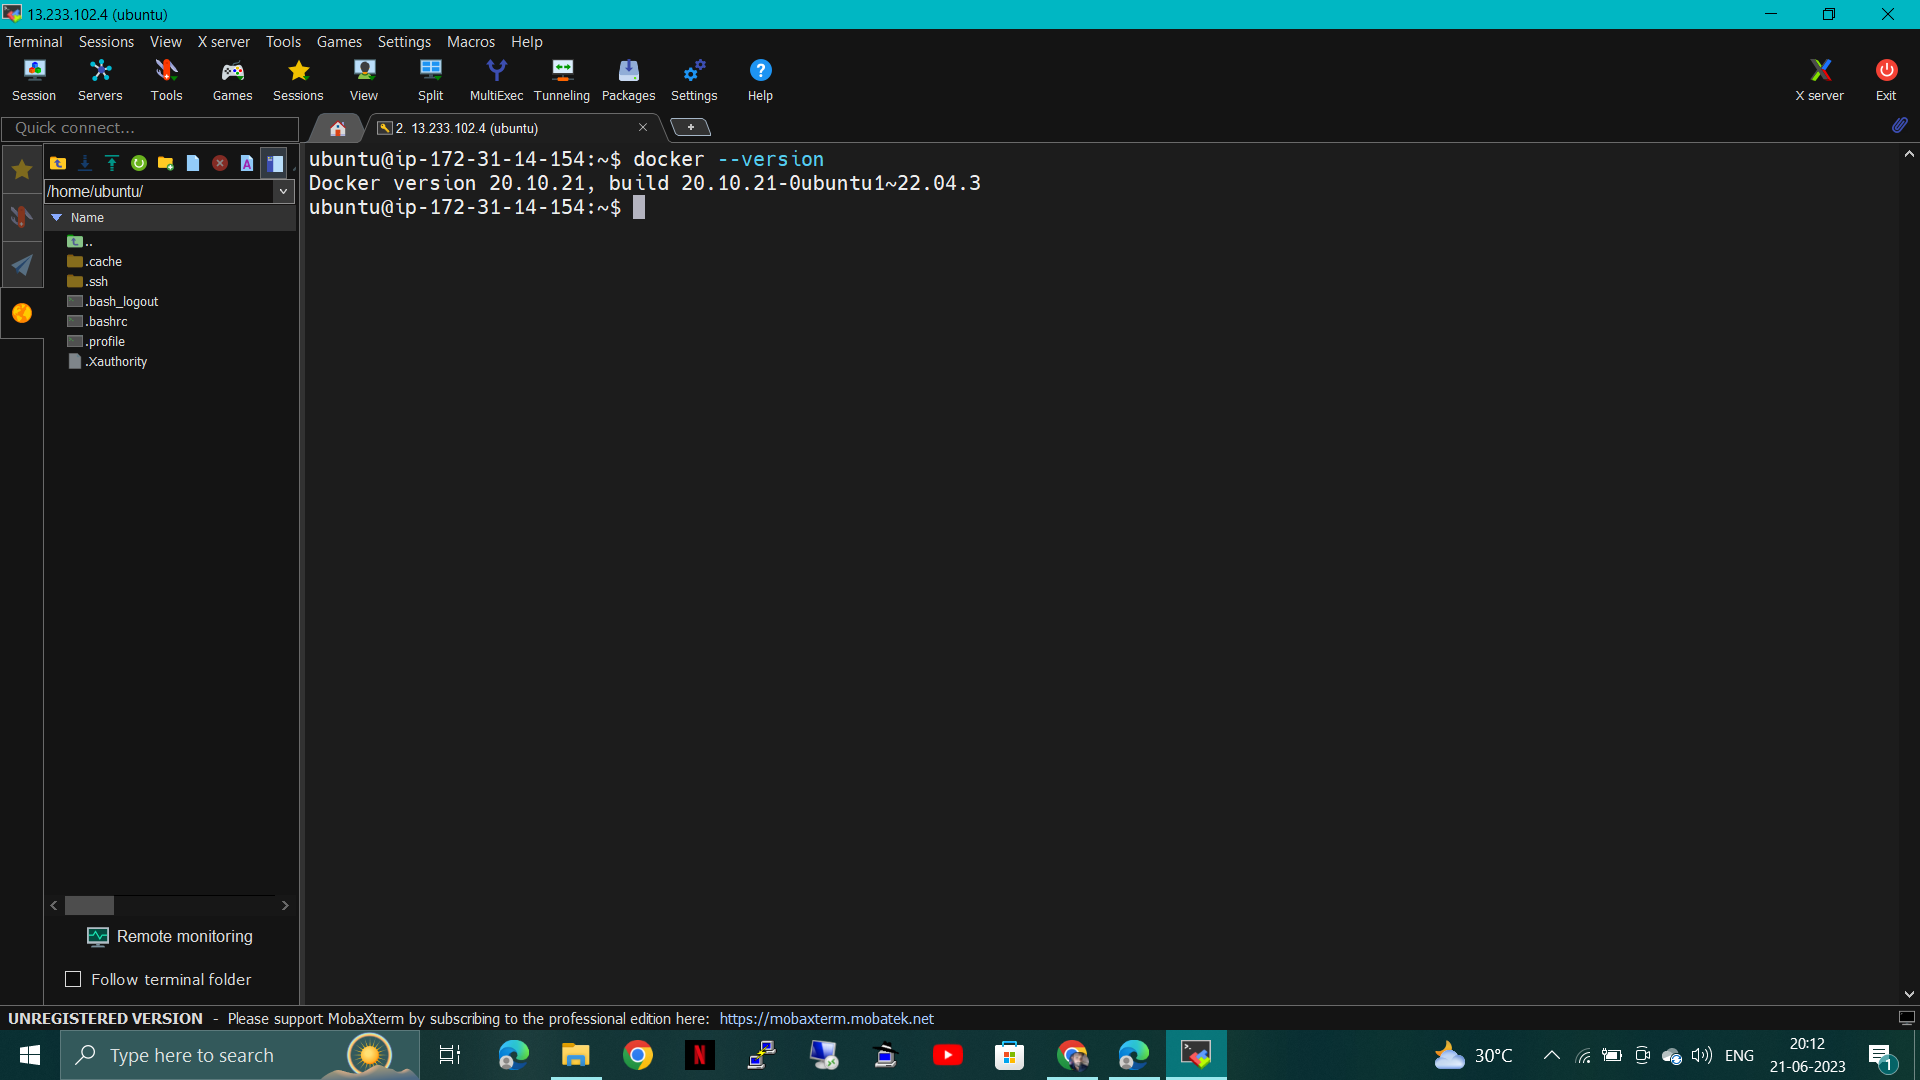 13.233.102.4 (ubuntu)
Terminal Sessions View X server Tools Games Settings Macros Help
Session Servers Tools Games Sessions View Split MultiExec Tunneling Packages Settings Help X server Exit
Quick connect...
2. 13.233.102.4 (ubuntu)
/home/ubuntu/
Name
..
.cache
.ssh
.bash_logout
.bashrc
.profile
.Xauthority
ubuntu@ip-172-31-14-154:~$ docker --version
Docker version 20.10.21, build 20.10.21-0ubuntu1~22.04.3
ubuntu@ip-172-31-14-154:~$
Remote monitoring
Follow terminal folder
UNREGISTERED VERSION - Please support MobaXterm by subscribing to the professional edition here: https://mobaxterm.mobatek.net
Type here to search
30°C
ENG
20:12
21-06-2023
1